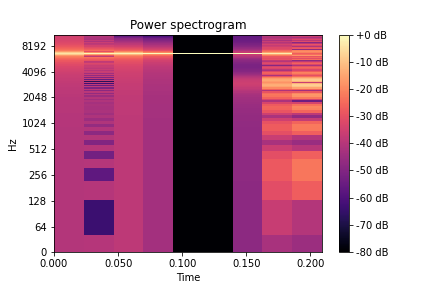 Power spectrogram
8192
4096
2048
1024
512
256
128
64
0
Hz
0.000 0.050 0.100 0.150 0.200
Time
+0 dB
-10 dB
-20 dB
-30 dB
-40 dB
-50 dB
-60 dB
-70 dB
-80 dB